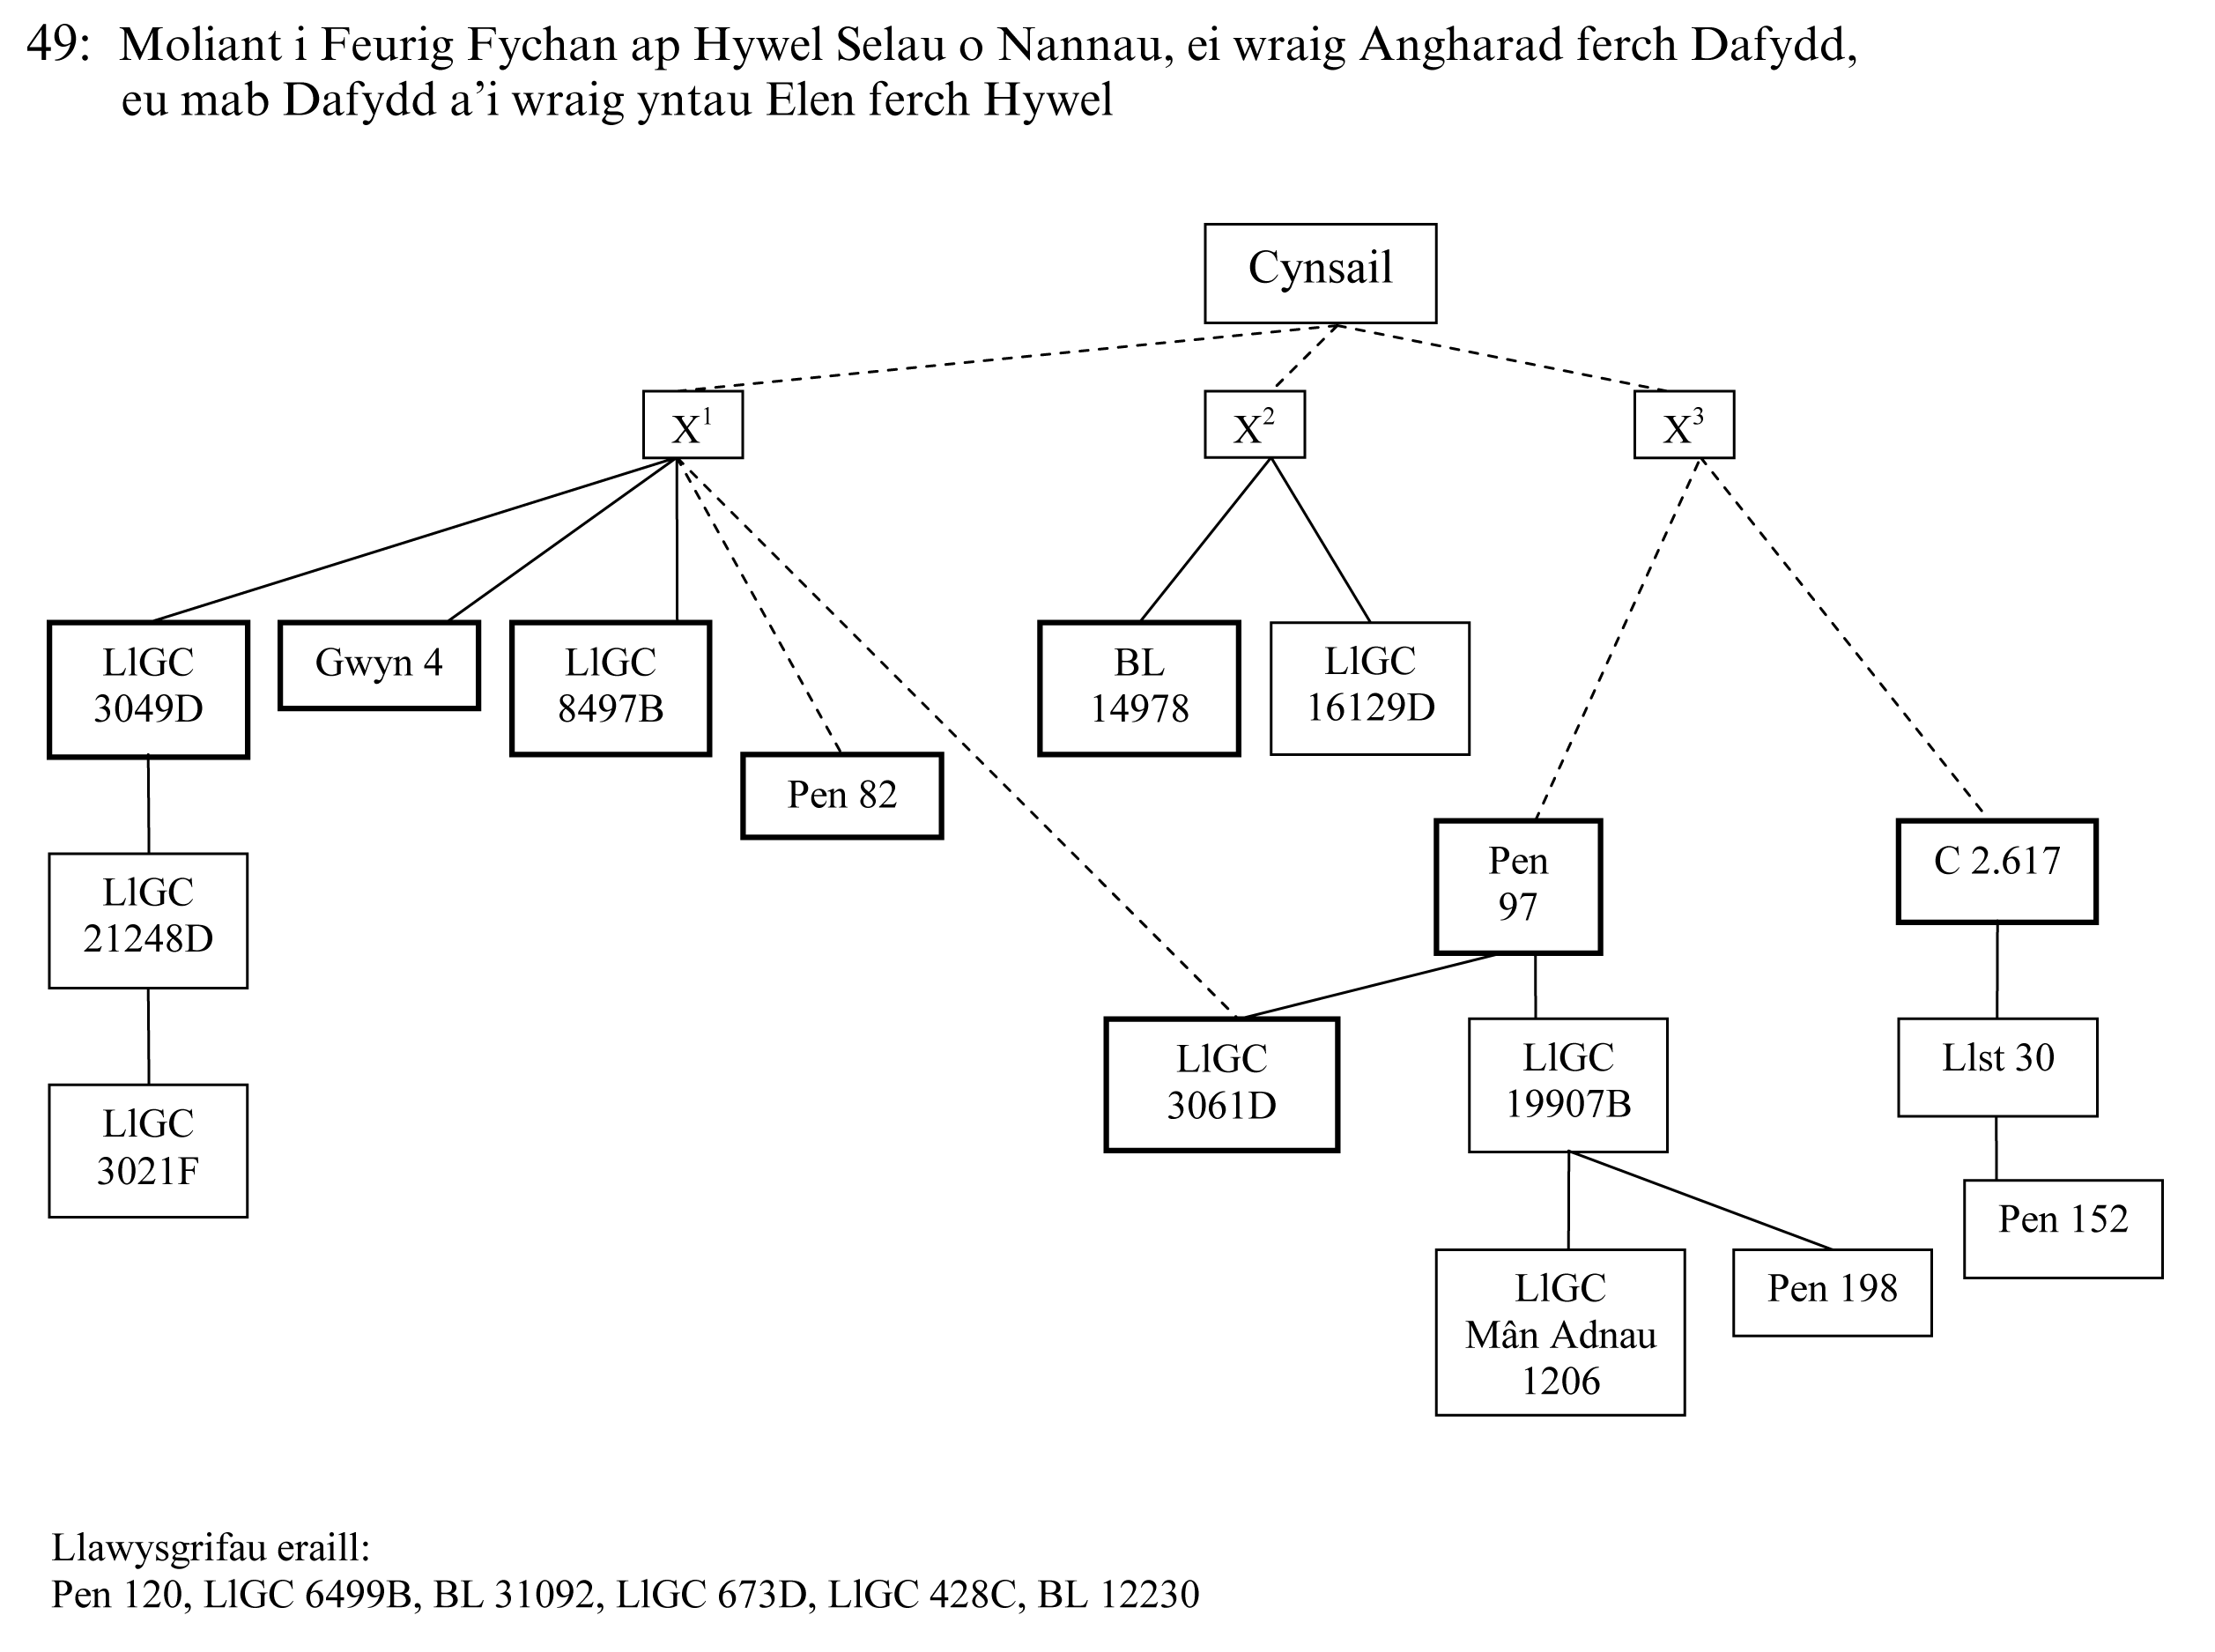 49: Moliant i Feurig Fychan ap Hywel Selau o Nannau, ei wraig Angharad ferch Dafydd,
eu mab Dafydd a’i wraig yntau Elen ferch Hywel
Cynsail
X¹
X²
X³
LlGC
3049D
Gwyn 4
LlGC
8497B
BL
14978
LlGC
16129D
Pen 82
Pen
97
C 2.617
LlGC
21248D
LlGC
3061D
LlGC
19907B
Llst 30
LlGC
3021F
Pen 152
LlGC
Mân Adnau
1206
Pen 198
Llawysgrifau eraill:
Pen 120, LlGC 6499B, BL 31092, LlGC 673D, LlGC 428C, BL 12230